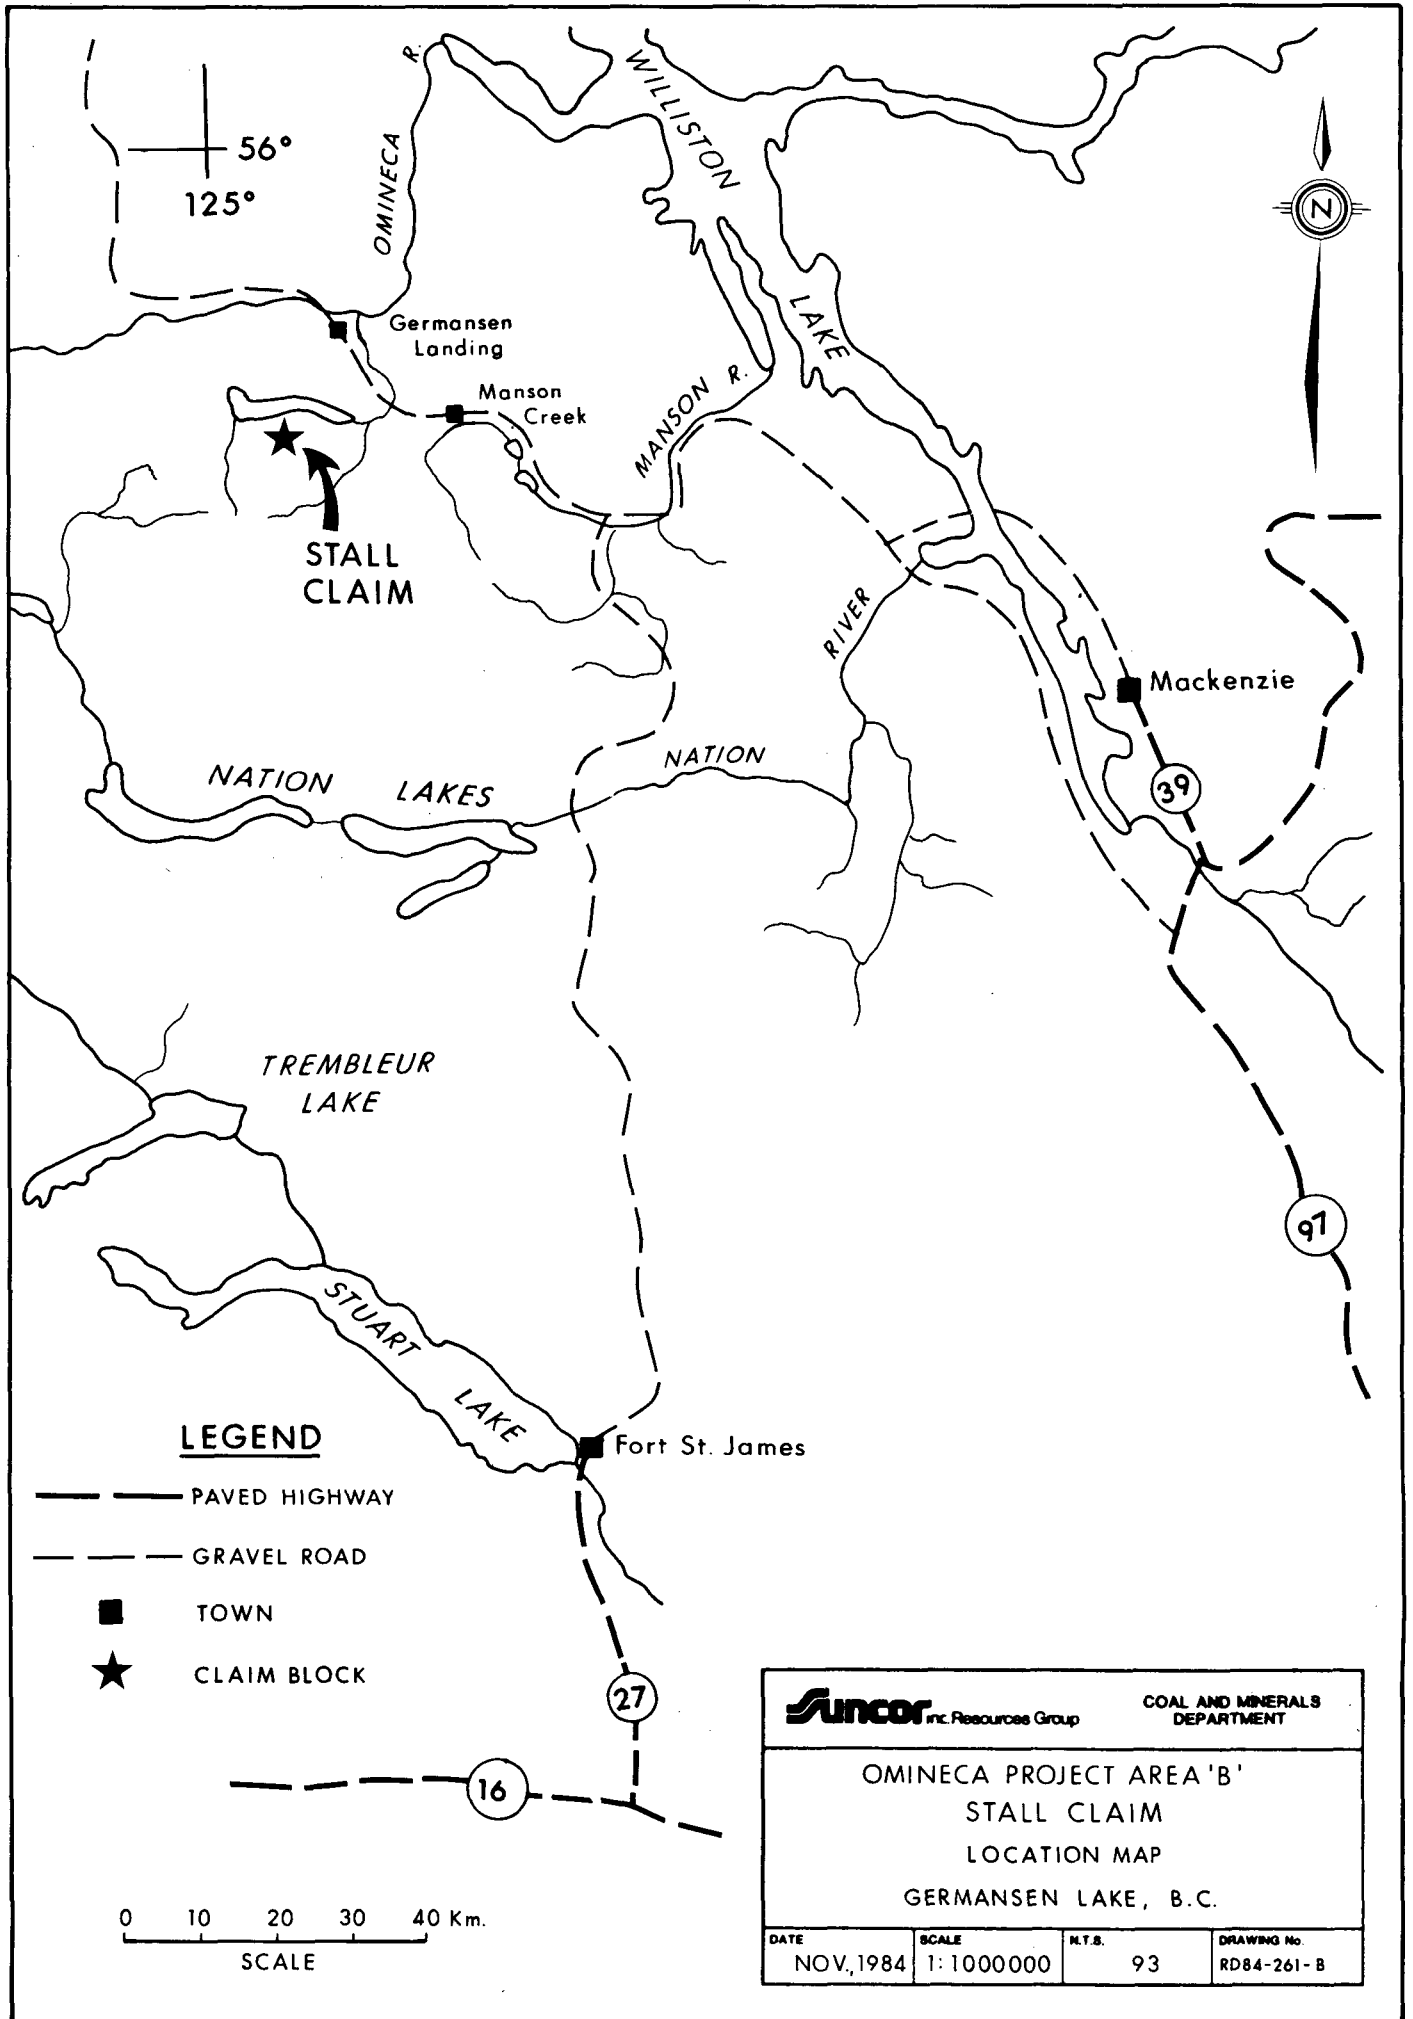 OMINECA R.
WILLISTON
LAKE
56°
125°
N
Germansen
Landing
Manson
Creek
MANSON R.
STALL
CLAIM
RIVER
Mackenzie
NATION LAKES
NATION
39
TREMBLEUR
LAKE
97
STUART
LAKE
Fort St. James
LEGEND
PAVED HIGHWAY
GRAVEL ROAD
TOWN
CLAIM BLOCK
27
16
0 10 20 30 40 Km.
SCALE
Suncor inc. Resources Group
COAL AND MINERALS
DEPARTMENT
OMINECA PROJECT AREA 'B'
STALL CLAIM
LOCATION MAP
GERMANSEN LAKE, B.C.
DATE
NOV., 1984
SCALE
1:1000000
N.T.S.
93
DRAWING No.
RD84-261-B